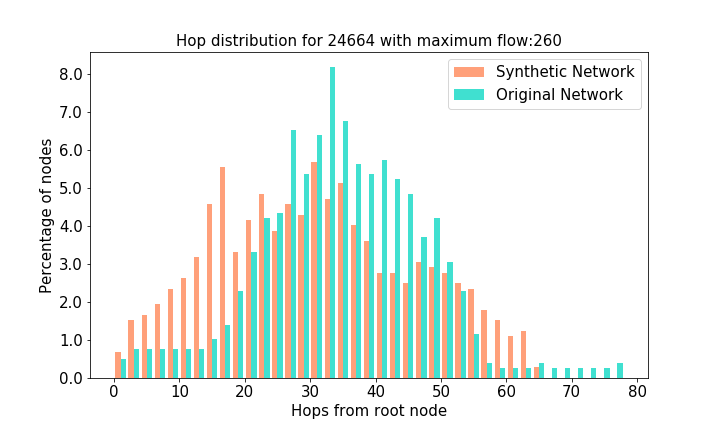 Hop distribution for 24664 with maximum flow:260
Synthetic Network
Original Network
8.0
7.0
6.0
5.0
4.0
3.0
2.0
1.0
0.0
Percentage of nodes
0 10 20 30 40 50 60 70 80
Hops from root node